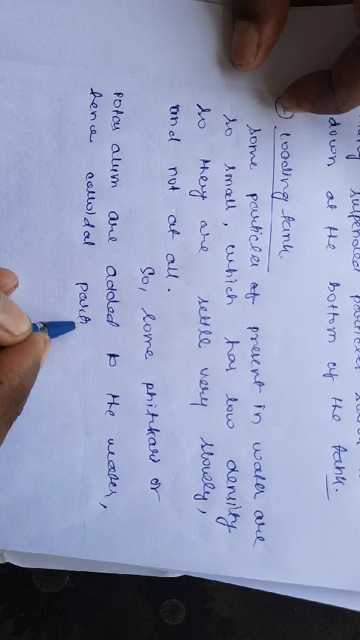 suspended particles
down at the bottom of the tank.
Loading tank.
Some particles of present in water are
so small, which has low density
so they are settle very slowely,
and not at all.
So, some phitkari or
Potas alum are added to the water,
hence colloidal part